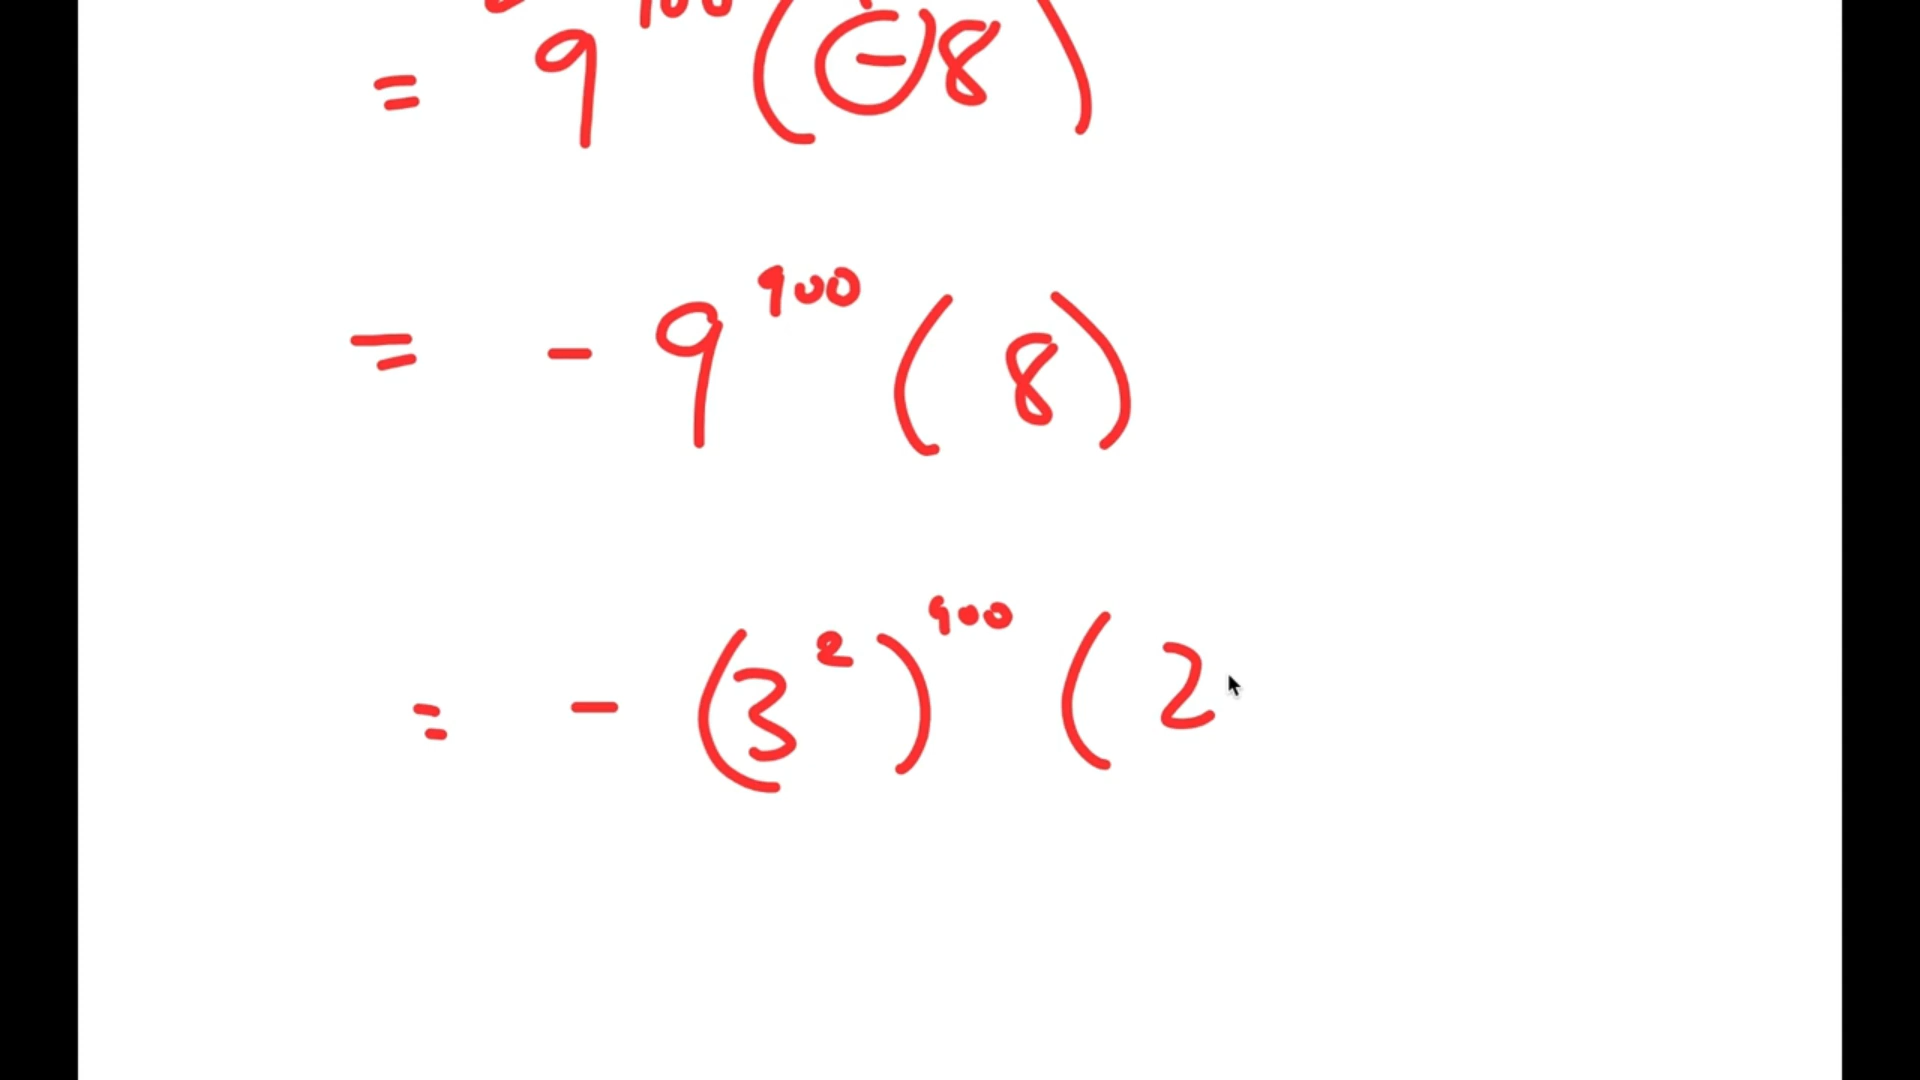 = 9^900 (-8)
= - 9^900 (8)
= - (3^2)^900 (2